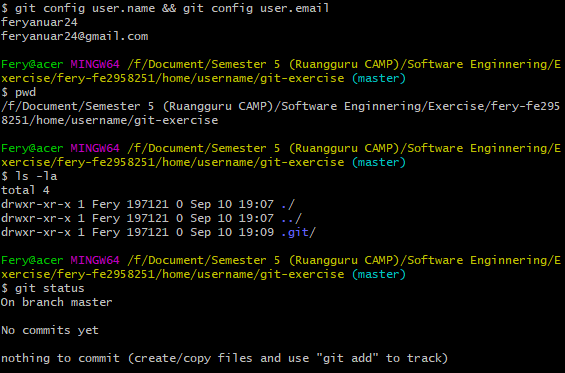 $ git config user.name && git config user.email
feryanuar24
feryanuar24@gmail.com
Fery@acer MINGW64 /f/Document/Semester 5 (Ruangguru CAMP)/Software Enginnering/E
xercise/fery-fe2958251/home/username/git-exercise (master)
$ pwd
/f/Document/Semester 5 (Ruangguru CAMP)/Software Enginnering/Exercise/fery-fe295
8251/home/username/git-exercise
Fery@acer MINGW64 /f/Document/Semester 5 (Ruangguru CAMP)/Software Enginnering/E
xercise/fery-fe2958251/home/username/git-exercise (master)
$ ls -la
total 4
drwxr-xr-x 1 Fery 197121 0 Sep 10 19:07 ./
drwxr-xr-x 1 Fery 197121 0 Sep 10 19:07 ../
drwxr-xr-x 1 Fery 197121 0 Sep 10 19:09 .git/
Fery@acer MINGW64 /f/Document/Semester 5 (Ruangguru CAMP)/Software Enginnering/E
xercise/fery-fe2958251/home/username/git-exercise (master)
$ git status
On branch master
No commits yet
nothing to commit (create/copy files and use "git add" to track)